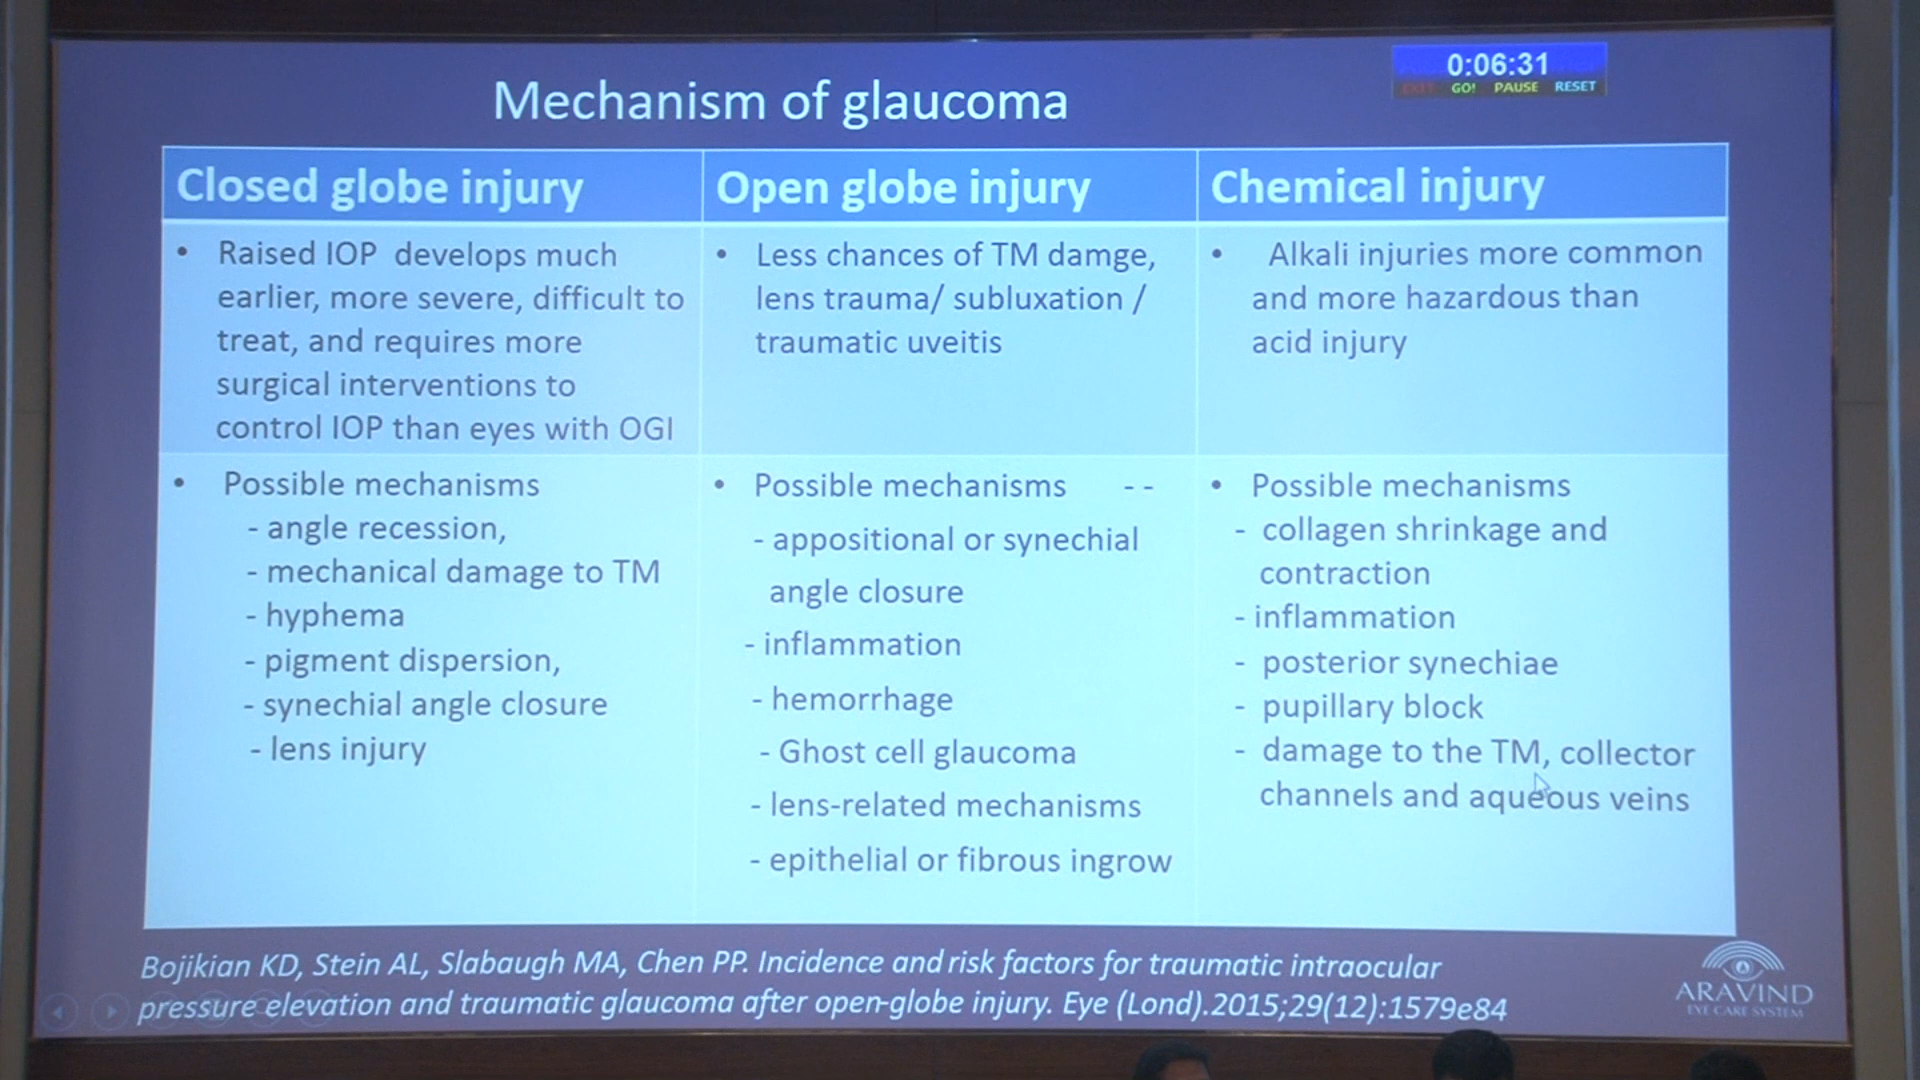 0:06:31
EXIT GO! PAUSE RESET
Mechanism of glaucoma
Closed globe injury
• Raised IOP develops much
earlier, more severe, difficult to
treat, and requires more
surgical interventions to
control IOP than eyes with OGI
• Possible mechanisms
- angle recession,
- mechanical damage to TM
- hyphema
- pigment dispersion,
- synechial angle closure
- lens injury
Open globe injury
• Less chances of TM damge,
lens trauma/ subluxation /
traumatic uveitis
• Possible mechanisms - -
- appositional or synechial
angle closure
- inflammation
- hemorrhage
- Ghost cell glaucoma
- lens-related mechanisms
- epithelial or fibrous ingrow
Chemical injury
• Alkali injuries more common
and more hazardous than
acid injury
• Possible mechanisms
- collagen shrinkage and
contraction
- inflammation
- posterior synechiae
- pupillary block
- damage to the TM, collector
channels and aqueous veins
Bojikian KD, Stein AL, Slabaugh MA, Chen PP. Incidence and risk factors for traumatic intraocular
pressure elevation and traumatic glaucoma after open-globe injury. Eye (Lond).2015;29(12):1579e84
ARAVIND
EYE CARE SYSTEM